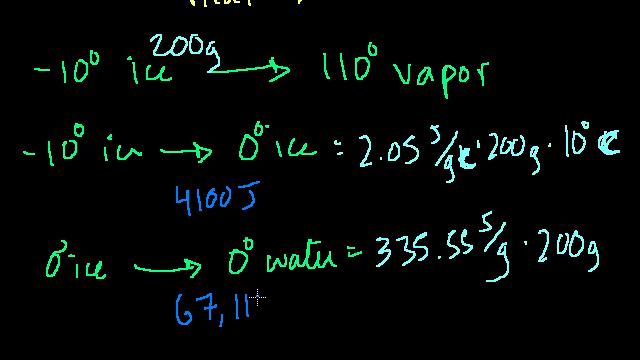 200g
-10° ice → 110° vapor
-10° ice → 0° ice = 2.05 J/gC · 200g · 10° C
4100 J
0° ice → 0° water = 335.55 J/g · 200g
67,11